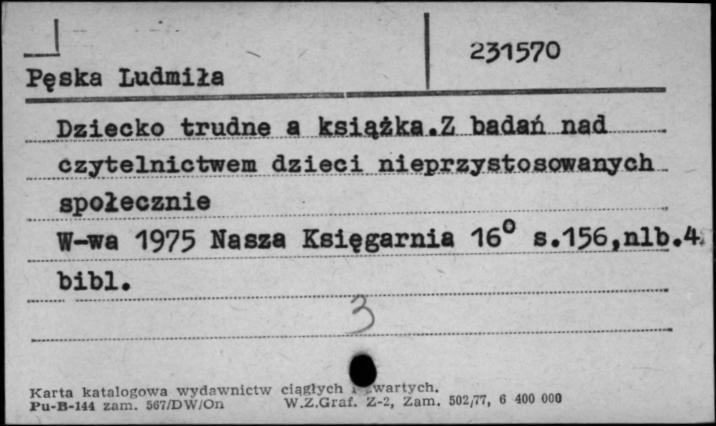 231570
Pęska Ludmiła
Dziecko trudne a książka.Z badań nad
czytelnictwem dzieci nieprzystosowanych
społecznie
W-wa 1975 Nasza Księgarnia 16° s.156,nlb.4.
bibl.
3
Karta katalogowa wydawnictw ciągłych i zwartych.
Pu-B-144 zam. 567/DW/On W.Z.Graf. Z-2, Zam. 502/77, 6 400 000